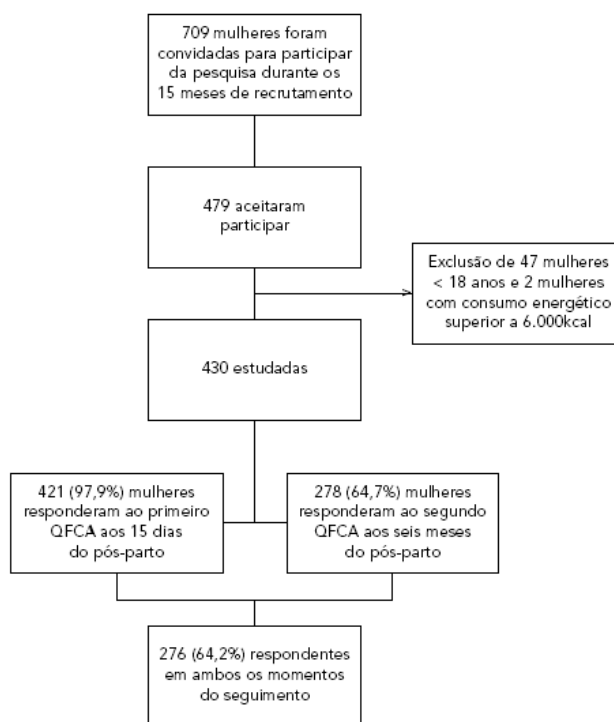 709 mulheres foram
convidadas para participar
da pesquisa durante os
15 meses de recrutamento
479 aceitaram
participar
Exclusão de 47 mulheres
< 18 anos e 2 mulheres
com consumo energético
superior a 6.000kcal
430 estudadas
421 (97,9%) mulheres
responderam ao primeiro
QFCA aos 15 dias
do pós-parto
278 (64,7%) mulheres
responderam ao segundo
QFCA aos seis meses
do pós-parto
276 (64,2%) respondentes
em ambos os momentos
do seguimento